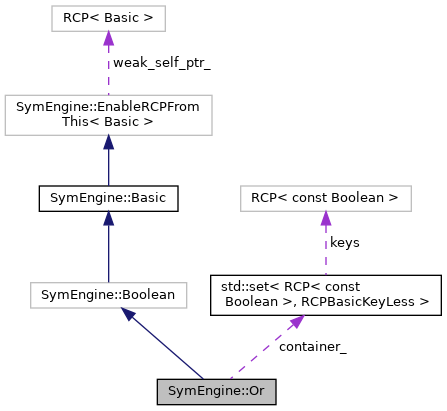 RCP< Basic >
weak_self_ptr_
SymEngine::EnableRCPFrom
This< Basic >
SymEngine::Basic
RCP< const Boolean >
keys
SymEngine::Boolean
std::set< RCP< const
Boolean >, RCPBasicKeyLess >
container_
SymEngine::Or